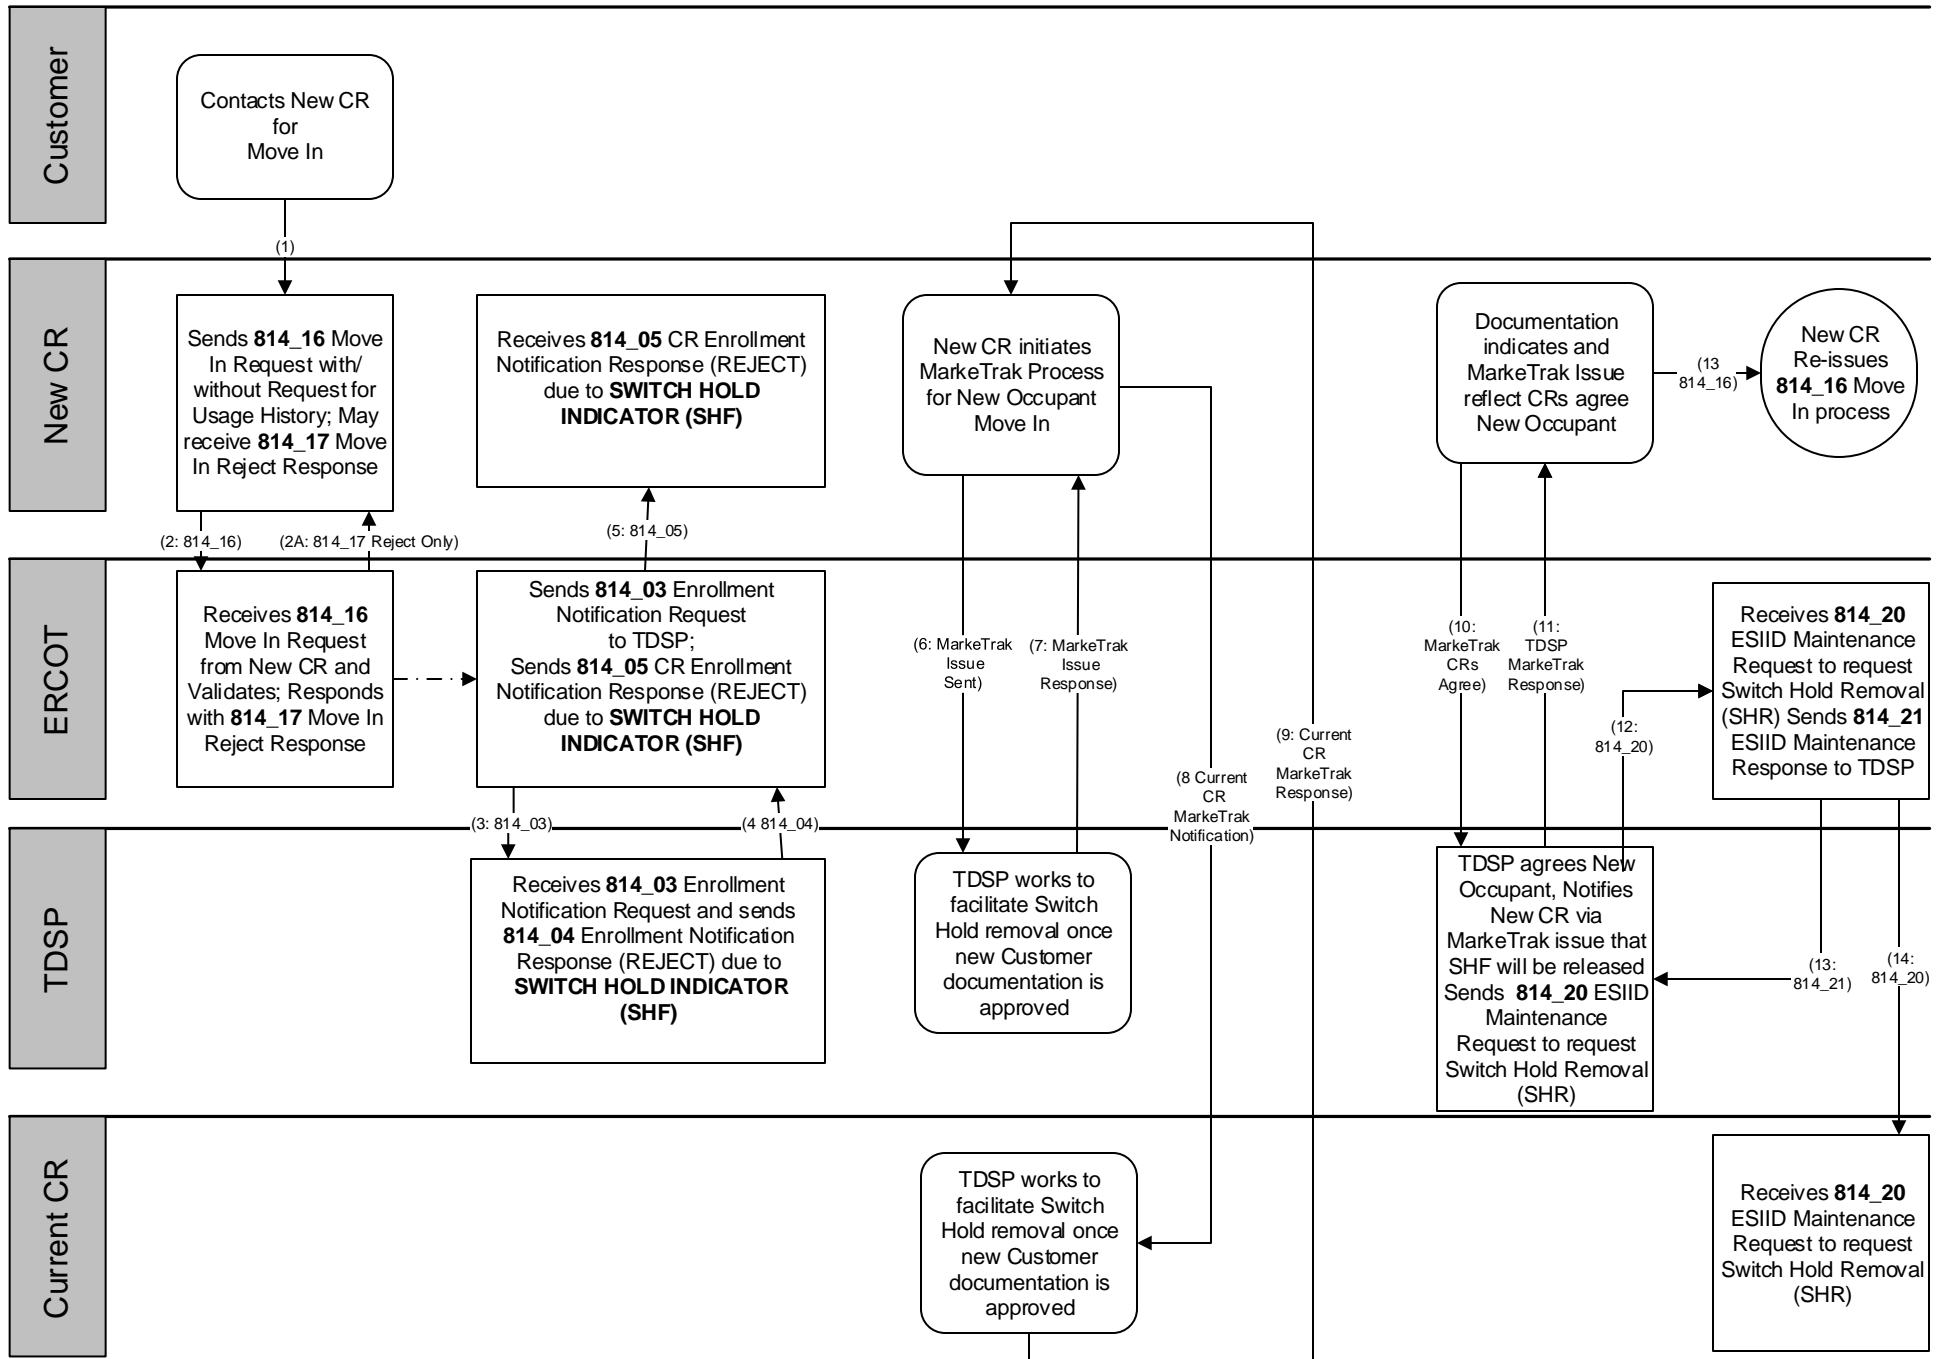 Customer
Contacts New CR
for
Move In
(1)
New CR
Sends 814_16 Move
In Request with/
without Request for
Usage History; May
receive 814_17 Move
In Reject Response
Receives 814_05 CR Enrollment
Notification Response (REJECT)
due to SWITCH HOLD
INDICATOR (SHF)
New CR initiates
MarkeTrak Process
for New Occupant
Move In
Documentation
indicates and
MarkeTrak Issue
reflect CRs agree
New Occupant
(13
814_16)
New CR
Re-issues
814_16 Move
In process
(2: 814_16)
(2A: 814_17 Reject Only)
(5: 814_05)
ERCOT
Receives 814_16
Move In Request
from New CR and
Validates; Responds
with 814_17 Move In
Reject Response
Sends 814_03 Enrollment
Notification Request
to TDSP;
Sends 814_05 CR Enrollment
Notification Response (REJECT)
due to SWITCH HOLD
INDICATOR (SHF)
(6: MarkeTrak
Issue
Sent)
(7: MarkeTrak
Issue
Response)
(8 Current
CR
MarkeTrak
Notification)
(9: Current
CR
MarkeTrak
Response)
(10:
MarkeTrak
CRs
Agree)
(11:
TDSP
MarkeTrak
Response)
(12:
814_20)
Receives 814_20
ESIID Maintenance
Request to request
Switch Hold Removal
(SHR) Sends 814_21
ESIID Maintenance
Response to TDSP
(3: 814_03)
(4 814_04)
TDSP
Receives 814_03 Enrollment
Notification Request and sends
814_04 Enrollment Notification
Response (REJECT) due to
SWITCH HOLD INDICATOR
(SHF)
TDSP works to
facilitate Switch
Hold removal once
new Customer
documentation is
approved
TDSP agrees New
Occupant, Notifies
New CR via
MarkeTrak issue that
SHF will be released
Sends 814_20 ESIID
Maintenance
Request to request
Switch Hold Removal
(SHR)
(13:
814_21)
(14:
814_20)
Current CR
TDSP works to
facilitate Switch
Hold removal once
new Customer
documentation is
approved
Receives 814_20
ESIID Maintenance
Request to request
Switch Hold Removal
(SHR)